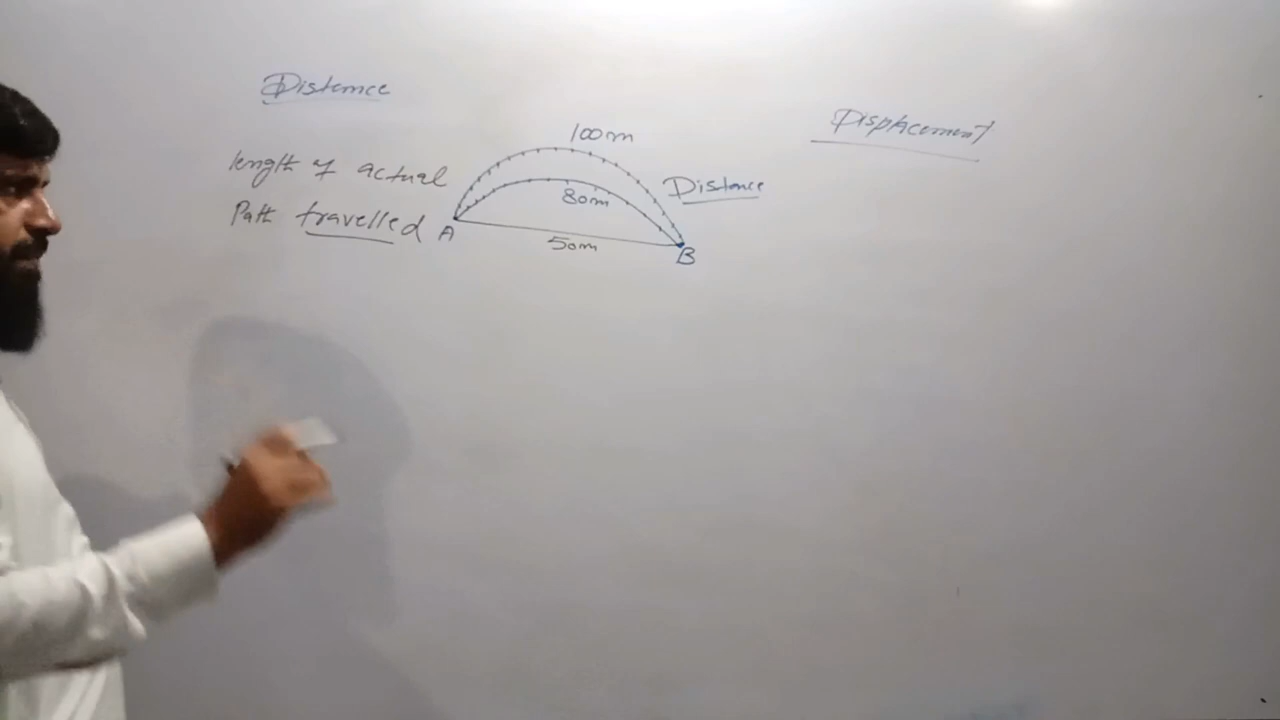 Distance
Displacement
100m
length of actual
Distance
80m
Path travelled
A
50m
B